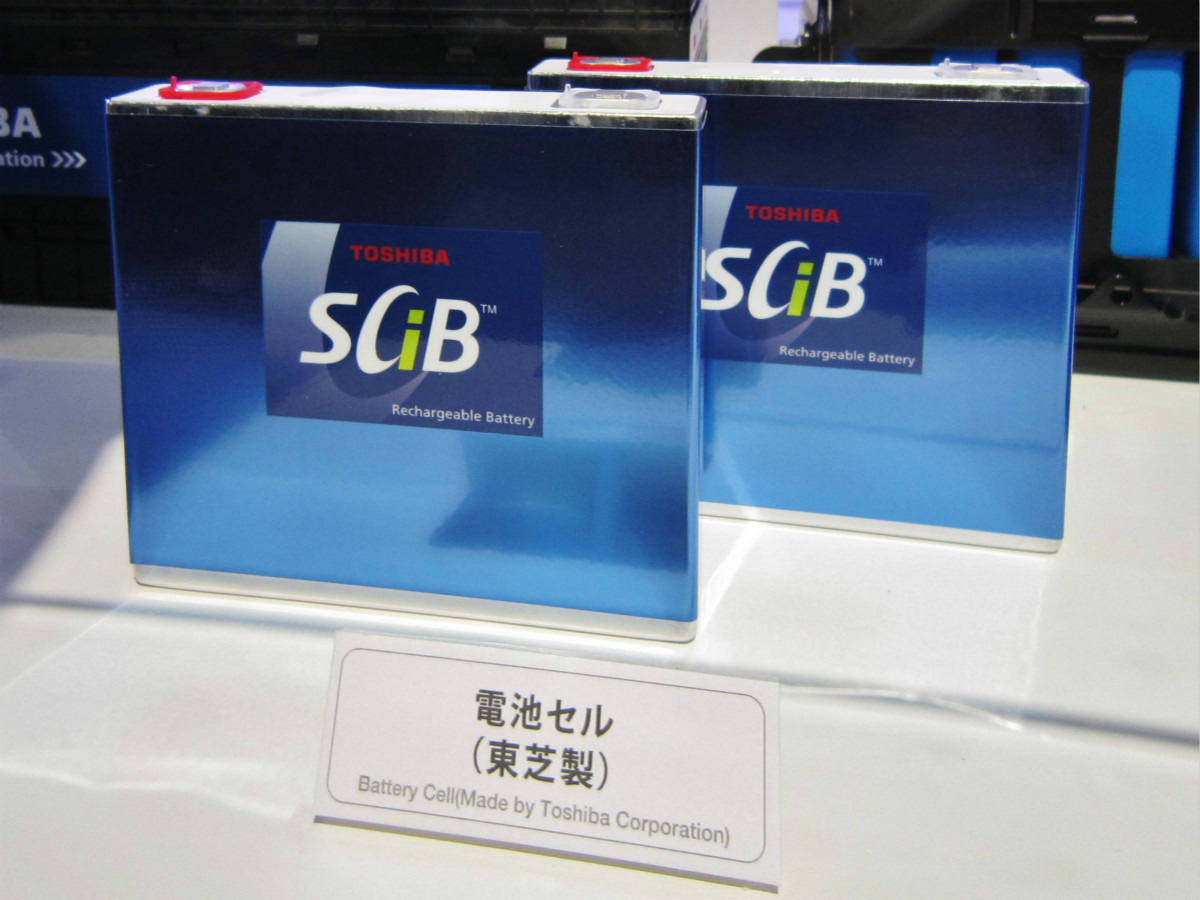 TOSHIBA
SCiB™
Rechargeable Battery
TOSHIBA
SCiB™
Rechargeable Battery
電池セル
(東芝製)
Battery Cell(Made by Toshiba Corporation)